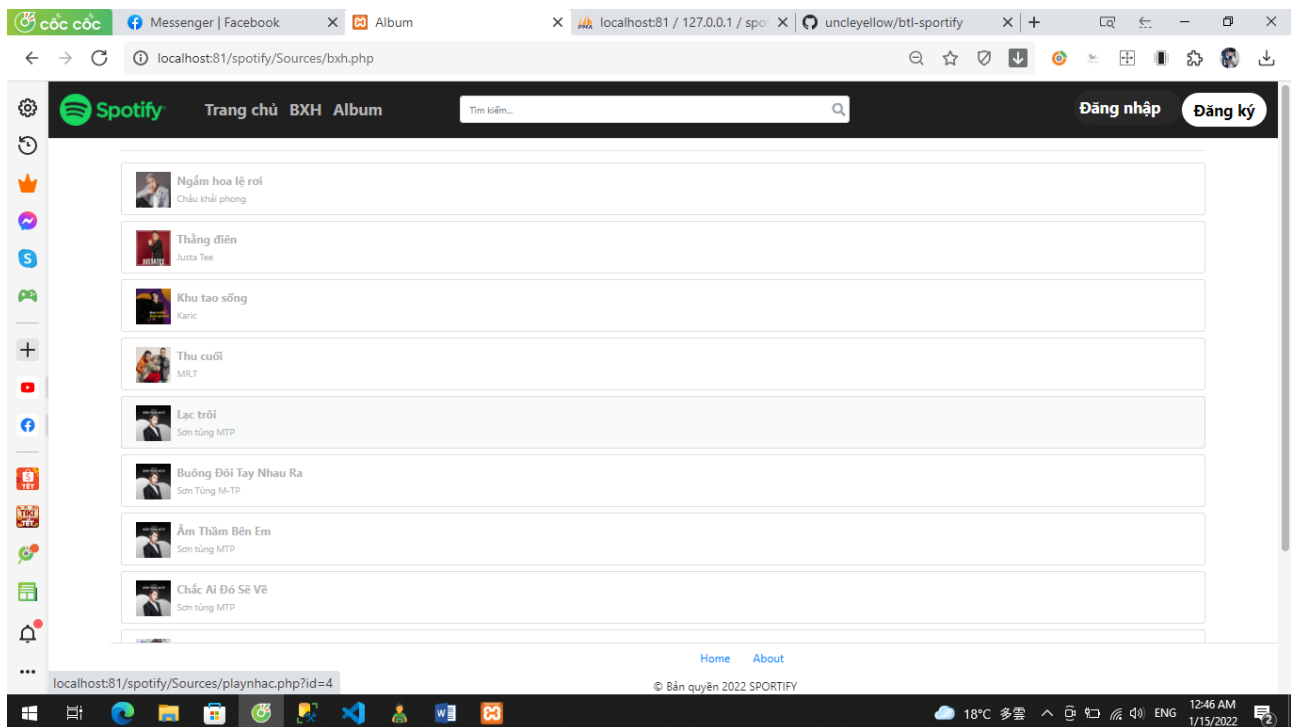 cốc cốc
Messenger | Facebook
Album
localhost:81 / 127.0.0.1 / spo
uncleyellow/btl-sportify
localhost:81/spotify/Sources/bxh.php
Spotify
Trang chủ BXH Album
Tìm kiếm...
Đăng nhập
Đăng ký
Ngắm hoa lệ rơi
Châu khải phong
Thằng điên
Justa Tee
Khu tao sống
Karic
Thu cuối
MR.T
Lạc trôi
Sơn tùng MTP
Buông Đôi Tay Nhau Ra
Sơn Tùng M-TP
Âm Thầm Bên Em
Sơn tùng MTP
Chắc Ai Đó Sẽ Về
Sơn tùng MTP
Home About
localhost:81/spotify/Sources/playnhac.php?id=4
© Bản quyền 2022 SPORTIFY
18°C 多雲
ENG
12:46 AM
1/15/2022